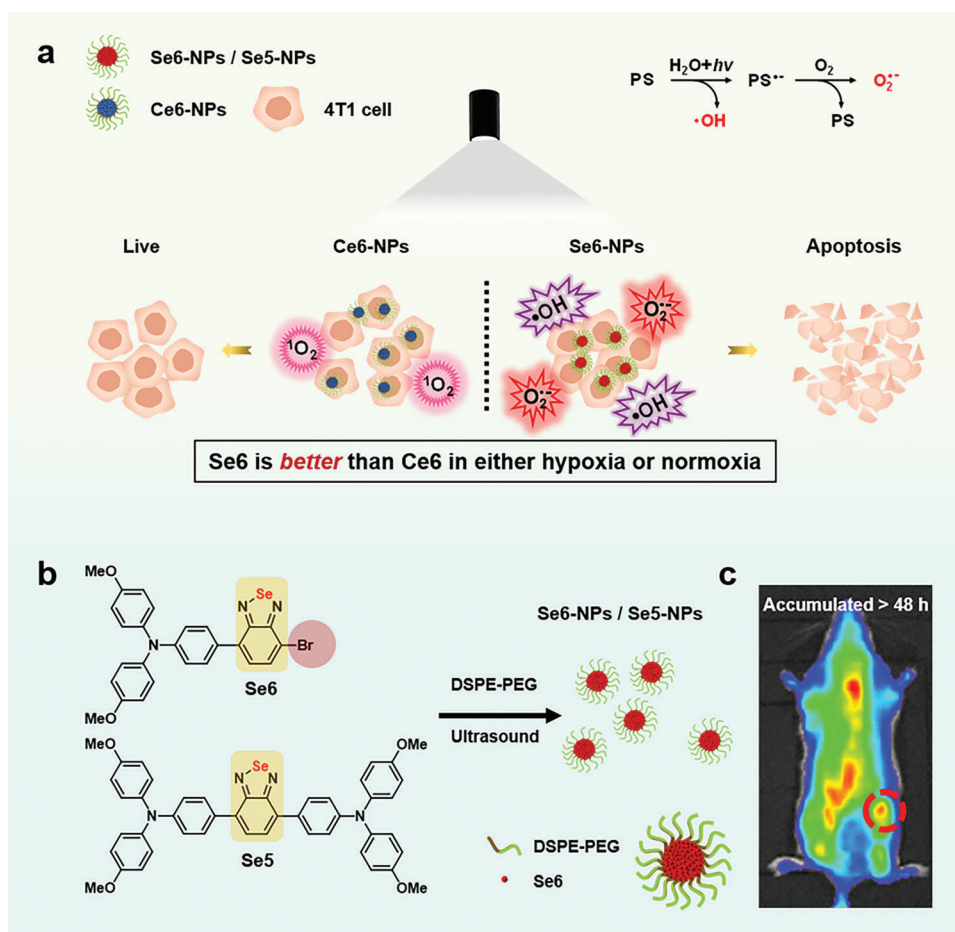 a
Se6-NPs / Se5-NPs
Ce6-NPs
4T1 cell
PS
H₂O+hv
PS•−
O₂
O₂•−
•OH
PS
Live
Ce6-NPs
Se6-NPs
Apoptosis
¹O₂
¹O₂
•OH
O₂•−
O₂•−
•OH
Se6 is better than Ce6 in either hypoxia or normoxia
b
MeO
Se
N
N
N
Br
MeO
Se6
MeO
OMe
Se
N
N
N
N
MeO
Se5
OMe
DSPE-PEG
Ultrasound
Se6-NPs / Se5-NPs
DSPE-PEG
Se6
c
Accumulated > 48 h